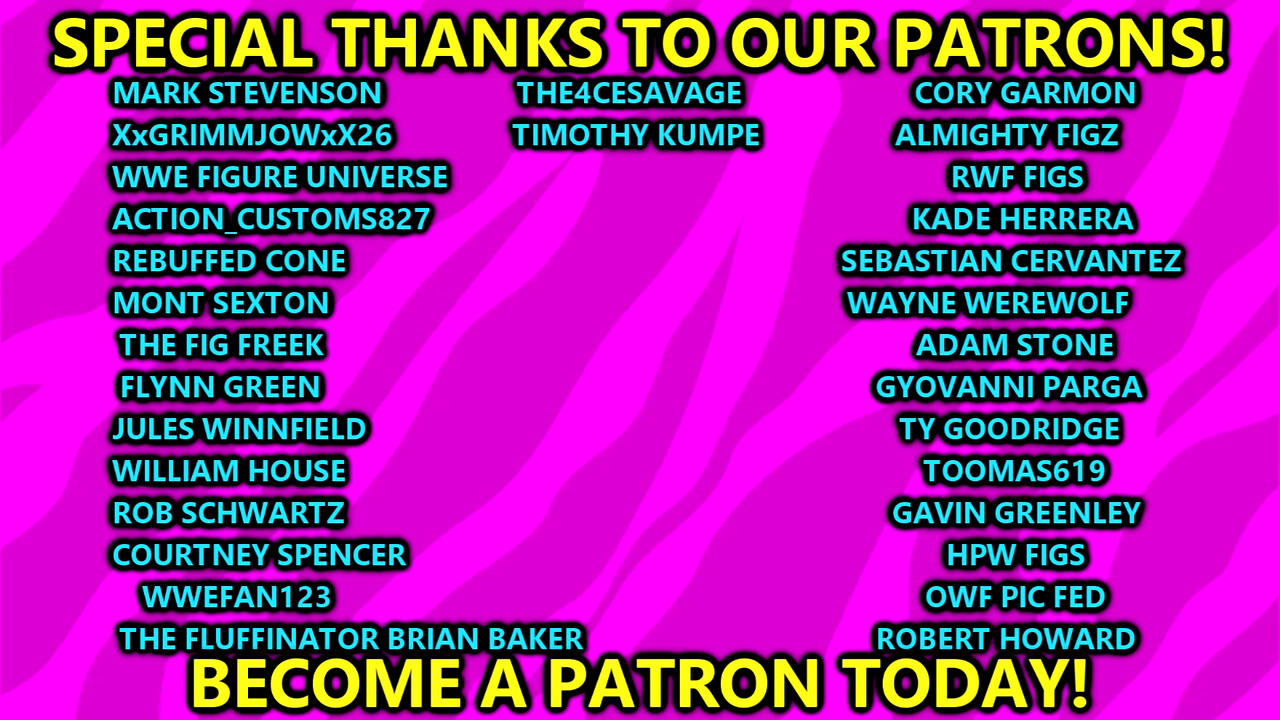 SPECIAL THANKS TO OUR PATRONS!
MARK STEVENSON
XxGRIMMJOWxX26
WWE FIGURE UNIVERSE
ACTION_CUSTOMS827
REBUFFED CONE
MONT SEXTON
THE FIG FREEK
FLYNN GREEN
JULES WINNFIELD
WILLIAM HOUSE
ROB SCHWARTZ
COURTNEY SPENCER
WWEFAN123
THE FLUFFINATOR BRIAN BAKER
THE4CESAVAGE
TIMOTHY KUMPE
CORY GARMON
ALMIGHTY FIGZ
RWF FIGS
KADE HERRERA
SEBASTIAN CERVANTEZ
WAYNE WEREWOLF
ADAM STONE
GYOVANNI PARGA
TY GOODRIDGE
TOOMAS619
GAVIN GREENLEY
HPW FIGS
OWF PIC FED
ROBERT HOWARD
BECOME A PATRON TODAY!